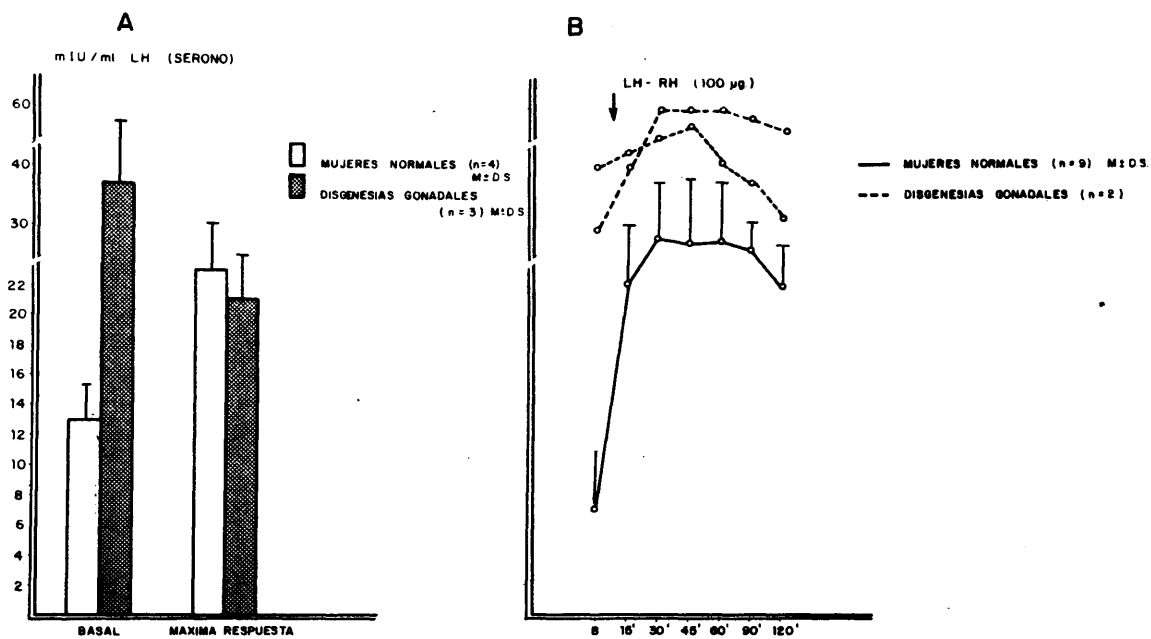 A
mIU/ml LH (SERONO)
60
40
30
22
20
18
16
14
12
10
8
6
4
2
BASAL MAXIMA RESPUESTA
MUJERES NORMALES (n=4)
M±DS
DISGENESIAS GONADALES
(n=3) M±DS
B
LH-RH (100 µg.)
MUJERES NORMALES (n=9) M±DS.
DISGENESIAS GONADALES (n=2)
B 15' 30' 45' 60' 90' 120'